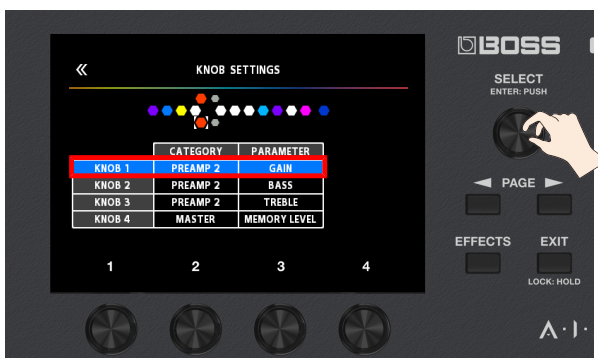 BOSS
« KNOB SETTINGS
SELECT
ENTER: PUSH
CATEGORY PARAMETER
KNOB 1 PREAMP 2 GAIN
KNOB 2 PREAMP 2 BASS
KNOB 3 PREAMP 2 TREBLE
KNOB 4 MASTER MEMORY LEVEL
◀ PAGE ▶
EFFECTS EXIT
LOCK: HOLD
1 2 3 4